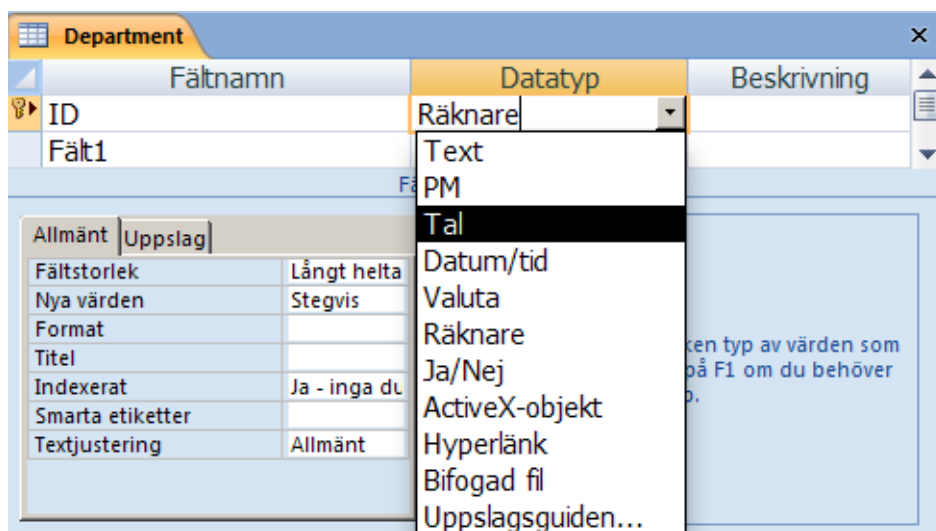 Department
Fältnamn Datatyp Beskrivning
ID Räknare
Fält1
Text
PM
Tal
Datum/tid
Valuta
Räknare
Ja/Nej
ActiveX-objekt
Hyperlänk
Bifogad fil
Uppslagsguiden...
Allmänt Uppslag
Fältstorlek Långt helta
Nya värden Stegvis
Format
Titel
Indexerat Ja - inga du
Smarta etiketter
Textjustering Allmänt
typ av värden som
på F1 om du behöver